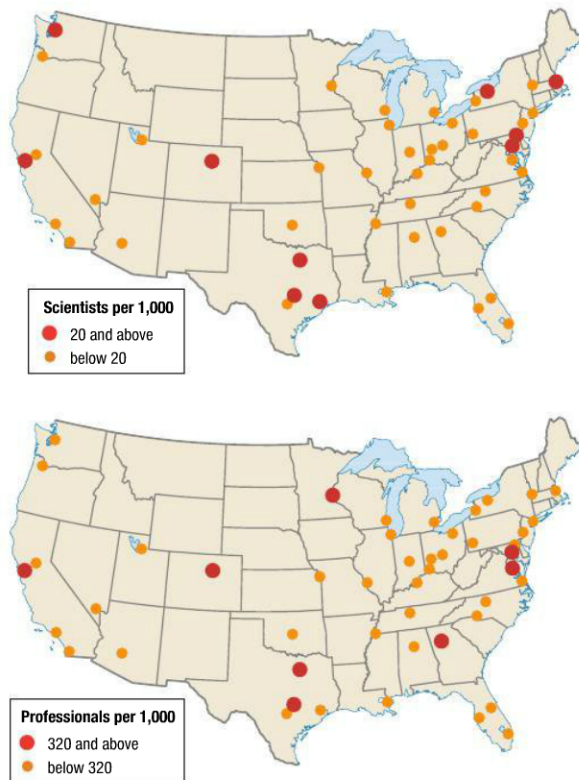 Scientists per 1,000
20 and above
below 20
Professionals per 1,000
320 and above
below 320